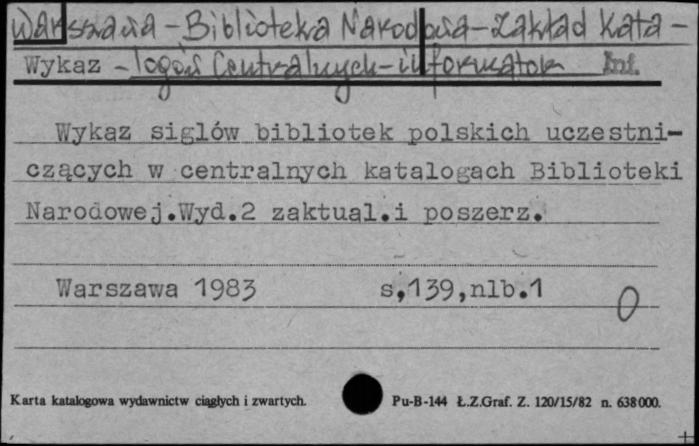 Warszawa - Biblioteka Narodowa - Zakład Kata -
Wykaz - logów Centralnych - informator Inf.
Wykaz siglów bibliotek polskich uczestni-
czących w centralnych katalogach Biblioteki
Narodowej.Wyd.2 zaktual.i poszerz.
Warszawa 1983 s,139,nlb.1 0
Karta katalogowa wydawnictw ciągłych i zwartych. Pu-B-144 Ł.Z.Graf. Z. 120/15/82 n. 638000.